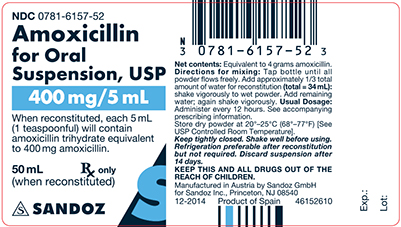 NDC 0781-6157-52
Amoxicillin
for Oral
Suspension, USP
400 mg/5 mL
When reconstituted, each 5 mL
(1 teaspoonful) will contain
amoxicillin trihydrate equivalent
to 400 mg amoxicillin.
50 mL
Rx only
(when reconstituted)
S SANDOZ
N 3 0781-6157-52 3
Net contents: Equivalent to 4 grams amoxicillin.
Directions for mixing: Tap bottle until all
powder flows freely. Add approximately 1/3 total
amount of water for reconstitution (total = 34 mL):
shake vigorously to wet powder. Add remaining
water; again shake vigorously. Usual Dosage:
Administer every 12 hours. See accompanying
prescribing information.
Store dry powder at 20°–25°C (68°–77°F) [See
USP Controlled Room Temperature].
Keep tightly closed. Shake well before using.
Refrigeration preferable after reconstitution
but not required. Discard suspension after
14 days.
KEEP THIS AND ALL DRUGS OUT OF THE
REACH OF CHILDREN.
Manufactured in Austria by Sandoz GmbH
for Sandoz Inc., Princeton, NJ 08540
12-2014 Product of Spain 46152610
Exp.:
Lot: